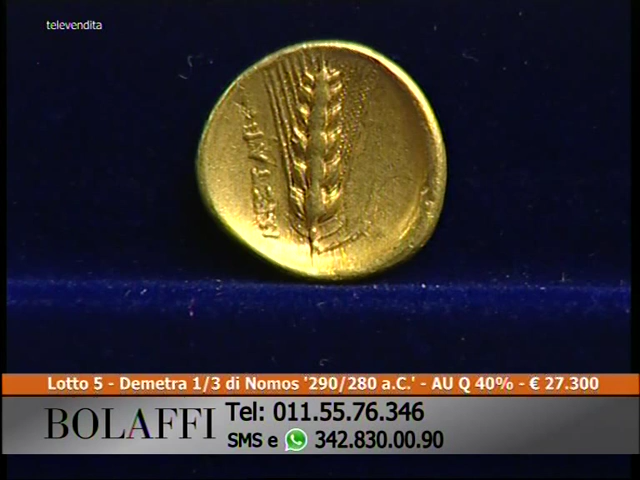 televendita
Lotto 5 - Demetra 1/3 di Nomos '290/280 a.C.' - AU Q 40% - € 27.300
BOLAFFI
Tel: 011.55.76.346
SMS e 342.830.00.90